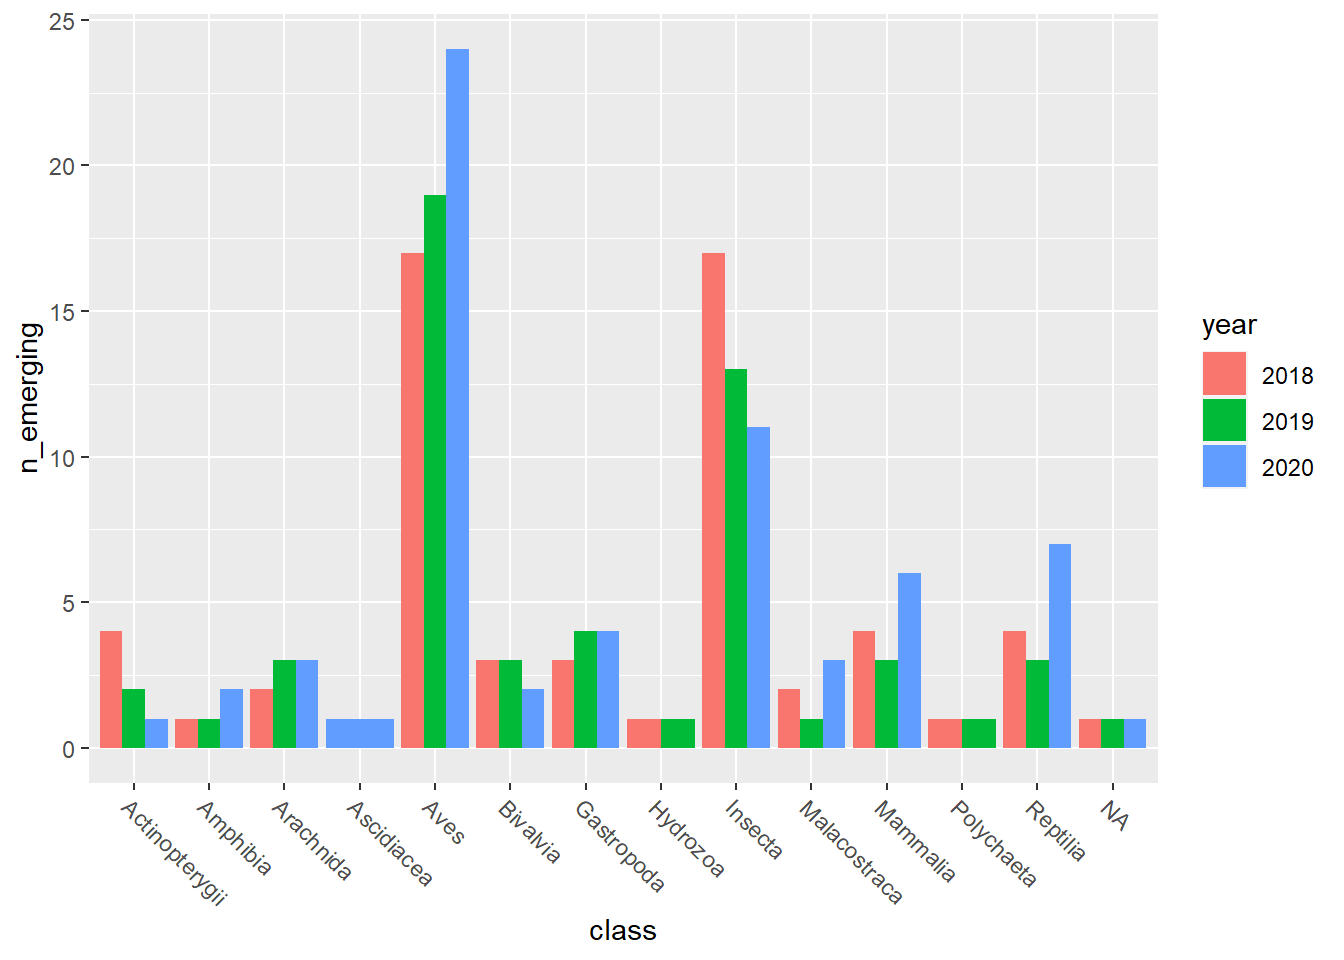 25
20
15
10
5
0
n_emerging
Actinopterygii
Amphibia
Arachnida
Ascidiacea
Aves
Bivalvia
Gastropoda
Hydrozoa
Insecta
Malacostraca
Mammalia
Polychaeta
Reptilia
NA
class
year
2018
2019
2020